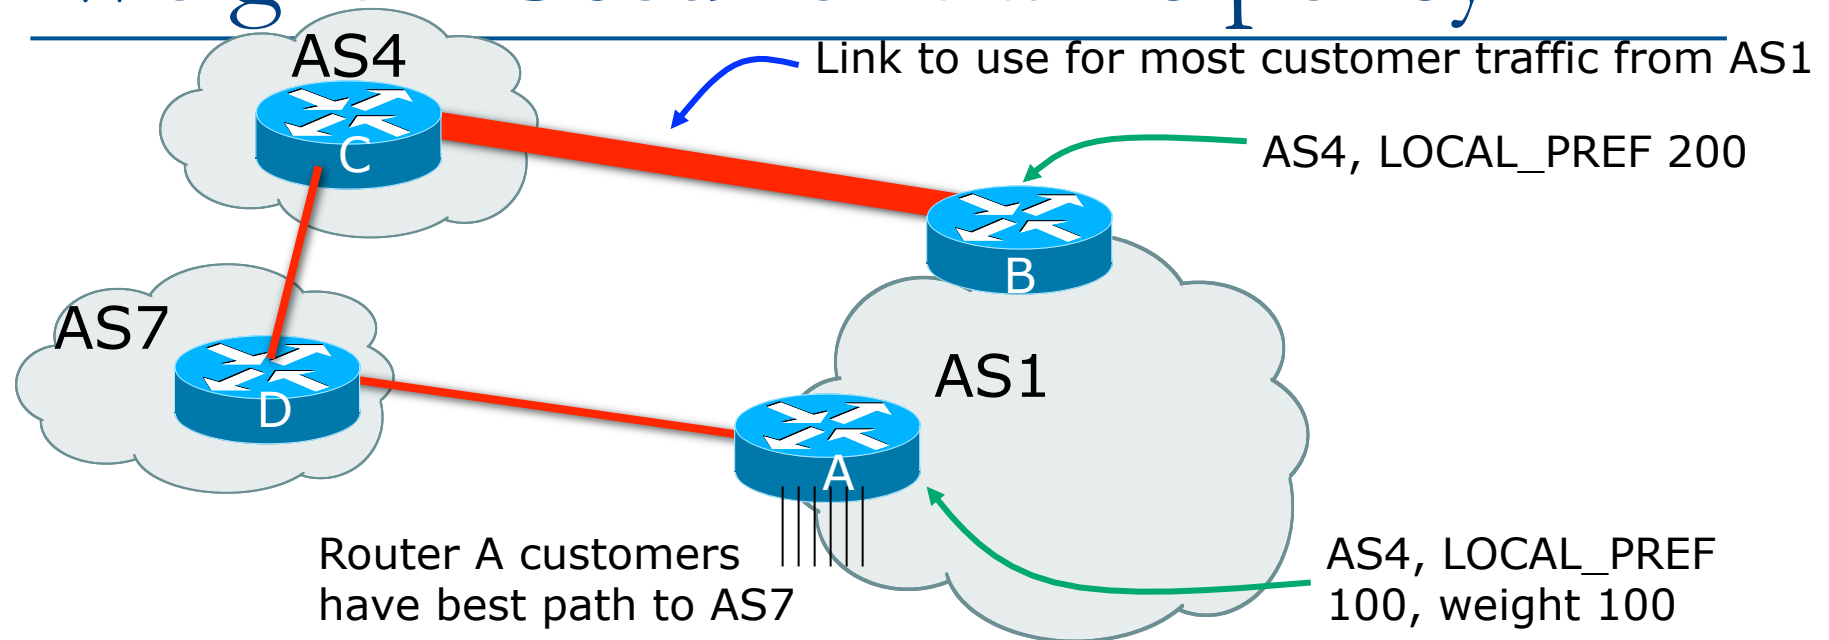 AS4
Link to use for most customer traffic from AS1
C
AS4, LOCAL_PREF 200
B
AS7
D
AS1
A
Router A customers
have best path to AS7
AS4, LOCAL_PREF
100, weight 100